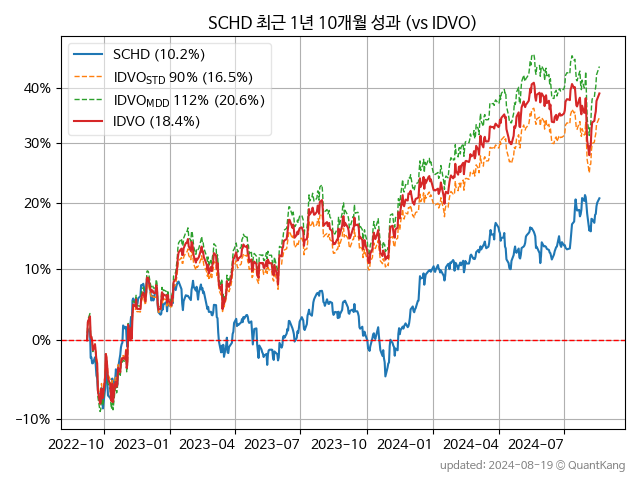 SCHD 최근 1년 10개월 성과 (vs IDVO)
SCHD (10.2%)
IDVO_STD 90% (16.5%)
IDVO_MDD 112% (20.6%)
IDVO (18.4%)
40%
30%
20%
10%
0%
−10%
2022−10 2023−01 2023−04 2023−07 2023−10 2024−01 2024−04 2024−07
updated: 2024-08-19 © QuantKang